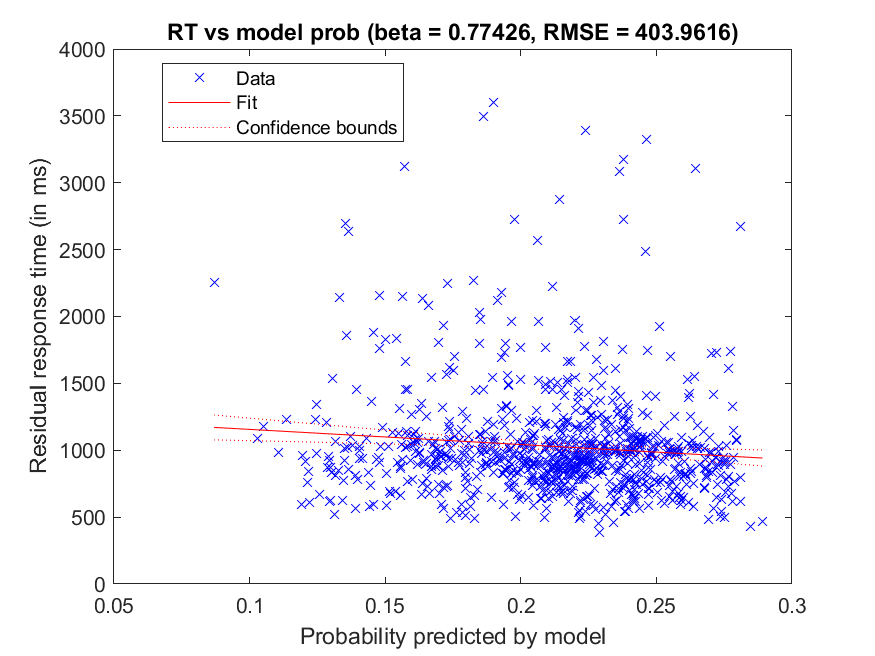 RT vs model prob (beta = 0.77426, RMSE = 403.9616)
Data
Fit
Confidence bounds
4000
3500
3000
2500
2000
1500
1000
500
0
Residual response time (in ms)
0.05
0.1
0.15
0.2
0.25
0.3
Probability predicted by model